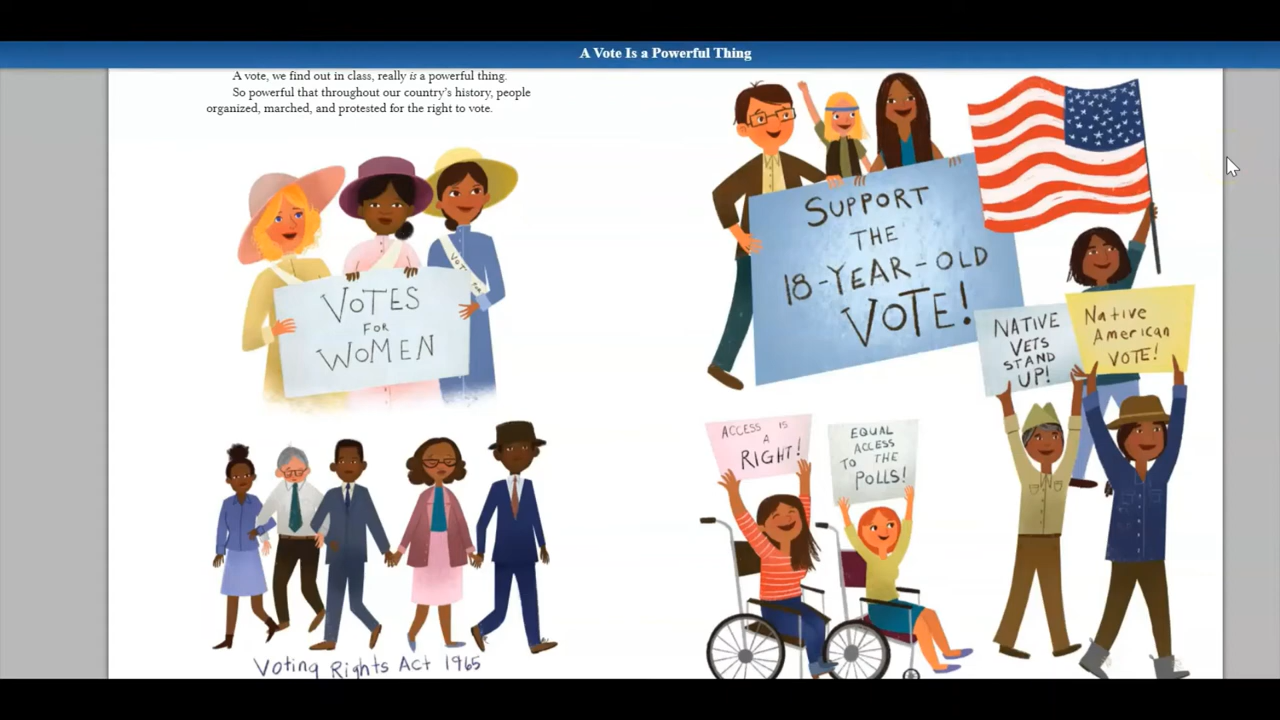 A Vote Is a Powerful Thing
A vote, we find out in class, really is a powerful thing.
So powerful that throughout our country's history, people
organized, marched, and protested for the right to vote.
VOTES
FOR
WOMEN
SUPPORT
THE
18-YEAR-OLD
VOTE!
NATIVE
VETS
STAND
UP!
Native
American
VOTE!
ACCESS IS
A
RIGHT!
EQUAL
ACCESS
TO THE
POLLS!
Voting Rights Act 1965